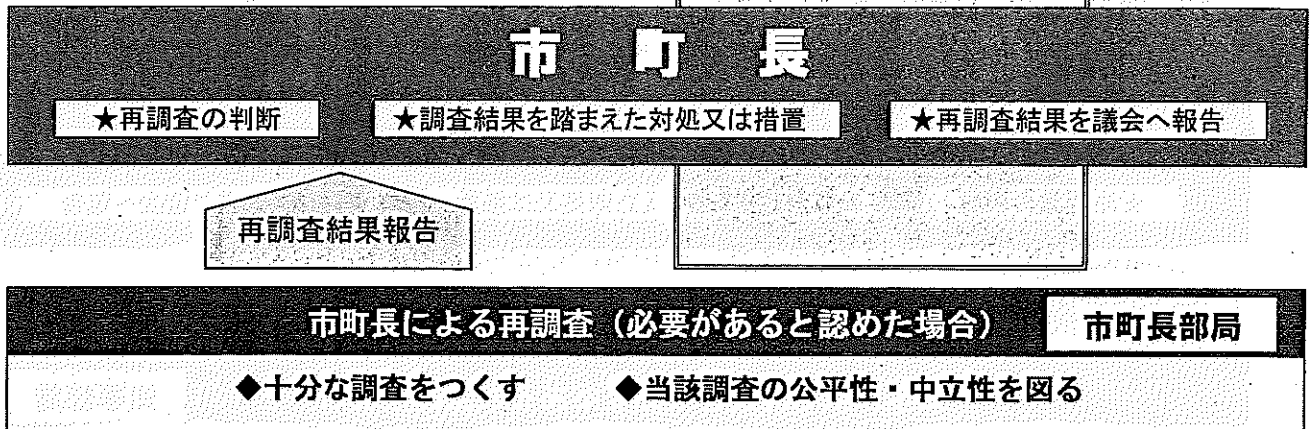 市 町 長
★再調査の判断 ★調査結果を踏まえた対処又は措置 ★再調査結果を議会へ報告
再調査結果報告
市町長による再調査（必要があると認めた場合） 市町長部局
◆十分な調査をつくす ◆当該調査の公平性・中立性を図る